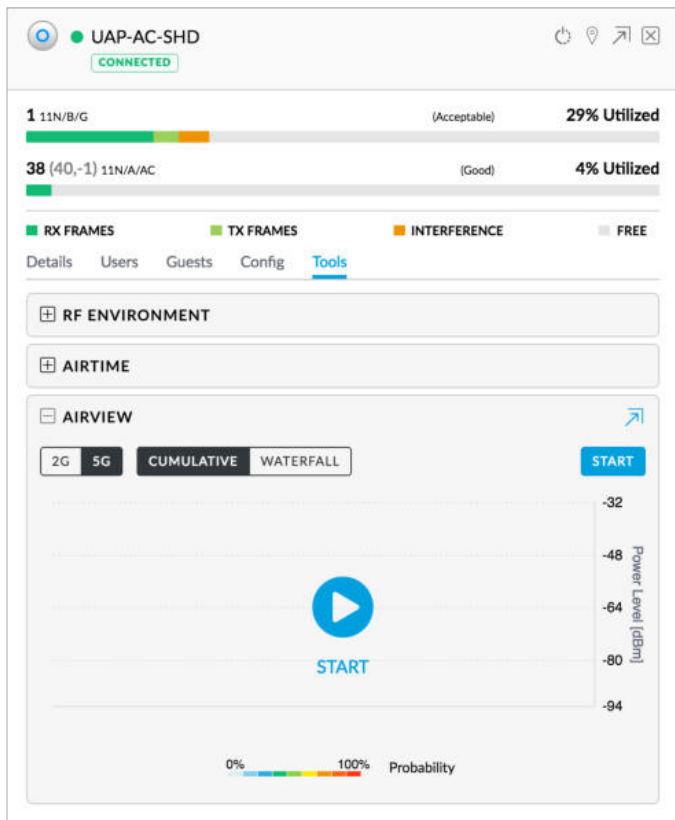 UAP-AC-SHD
CONNECTED
1 11N/B/G (Acceptable) 29% Utilized
38 (40,-1) 11N/A/AC (Good) 4% Utilized
RX FRAMES TX FRAMES INTERFERENCE FREE
Details Users Guests Config Tools
RF ENVIRONMENT
AIRTIME
AIRVIEW
2G 5G CUMULATIVE WATERFALL START
-32
-48
-64
-80
-94
Power Level [dBm]
START
0% 100% Probability